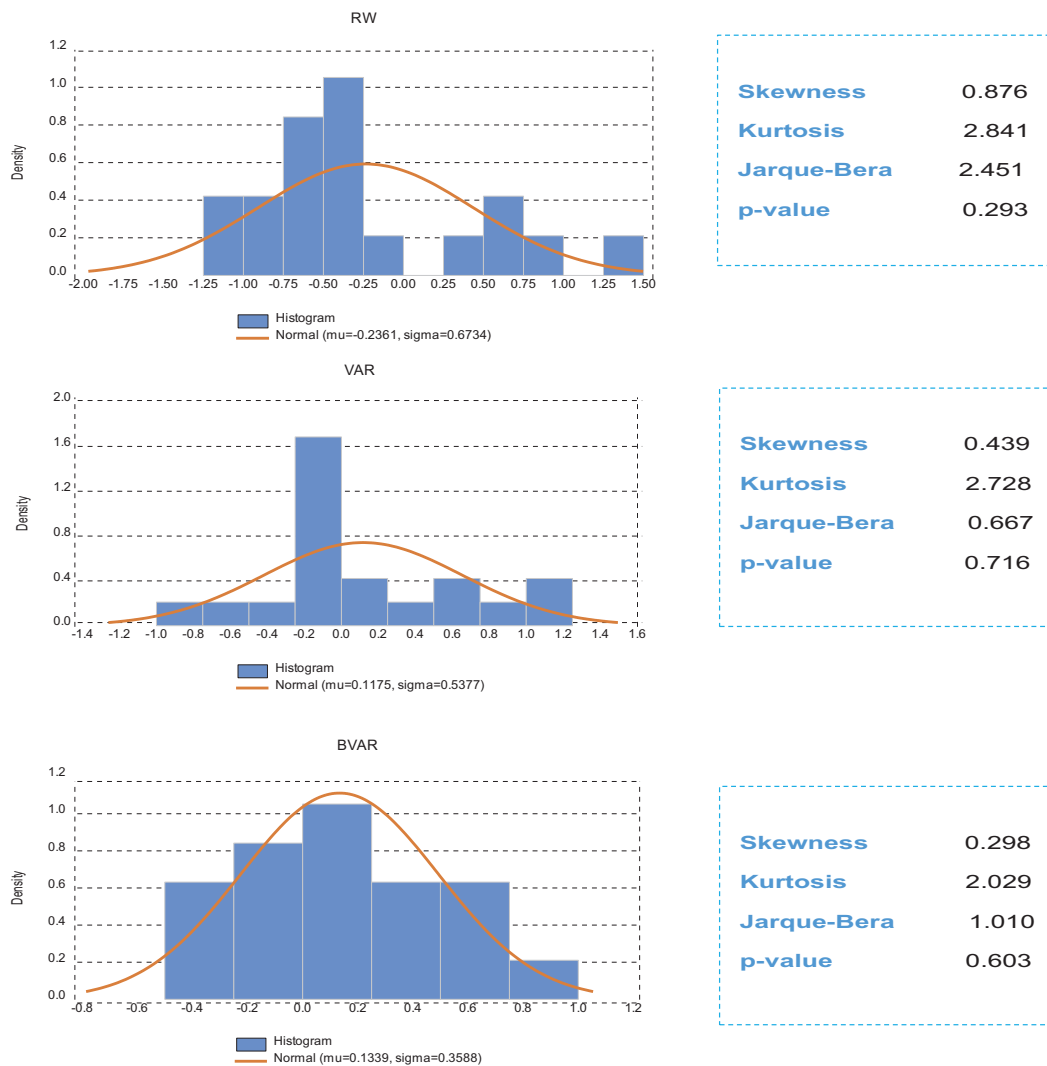 RW
1.2
1.0
0.8
0.6
0.4
0.2
0.0
Density
-2.00 -1.75 -1.50 -1.25 -1.00 -0.75 -0.50 -0.25 0.00 0.25 0.50 0.75 1.00 1.25 1.50
Histogram
Normal (mu=-0.2361, sigma=0.6734)
Skewness 0.876
Kurtosis 2.841
Jarque-Bera 2.451
p-value 0.293
VAR
2.0
1.6
1.2
0.8
0.4
0.0
Density
-1.4 -1.2 -1.0 -0.8 -0.6 -0.4 -0.2 0.0 0.2 0.4 0.6 0.8 1.0 1.2 1.4 1.6
Histogram
Normal (mu=0.1175, sigma=0.5377)
Skewness 0.439
Kurtosis 2.728
Jarque-Bera 0.667
p-value 0.716
BVAR
1.2
1.0
0.8
0.6
0.4
0.2
0.0
Density
-0.8 -0.6 -0.4 -0.2 0.0 0.2 0.4 0.6 0.8 1.0 1.2
Histogram
Normal (mu=0.1339, sigma=0.3588)
Skewness 0.298
Kurtosis 2.029
Jarque-Bera 1.010
p-value 0.603